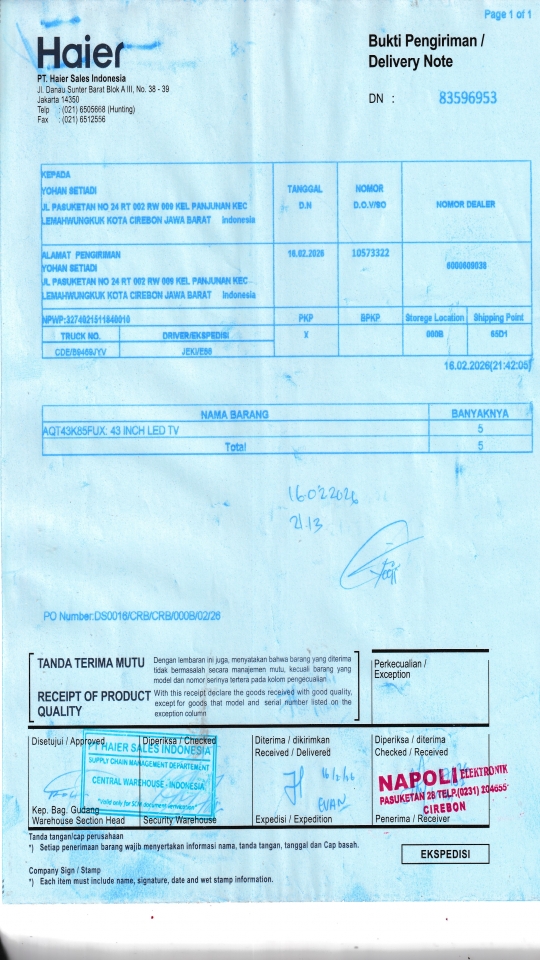 Page 1 of 1
Haier
Bukti Pengiriman /
Delivery Note
PT. Haier Sales Indonesia
Jl. Danau Sunter Barat Blok A III, No. 38 - 39
Jakarta 14350
Telp : (021) 6505668 (Hunting)
Fax : (021) 6512556
DN : 83596953
KEPADA
YOHAN SETIADI
JL PASUKETAN NO 24 RT 002 RW 009 KEL PANJUNAN KEC
LEMAHWUNGKUK KOTA CIREBON JAWA BARAT Indonesia
TANGGAL
D.N
NOMOR
D.O.V/SO
NOMOR DEALER
ALAMAT PENGIRIMAN
YOHAN SETIADI
JL PASUKETAN NO 24 RT 002 RW 009 KEL PANJUNAN KEC
LEMAHWUNGKUK KOTA CIREBON JAWA BARAT Indonesia
16.02.2026
10573322
6000609038
PKP
BPKP
Storege Location
Shipping Point
TRUCK NO.
DRIVER/EKSPEDISI
X
000B
65D1
16.02.2026(21:42:05)
NAMA BARANG
BANYAKNYA
AQT43K85FUX: 43 INCH LED TV
5
Total
5
16022026
2113
PO Number:DS0016/CRB/CRB/000B/02/26
TANDA TERIMA MUTU
Dengan lembaran ini juga, menyatakan bahwa barang yang diterima
tidak bermasalah secara manajemen mutu, kecuali barang yang
model dan nomor serinya tertera pada kolom pengecualian
RECEIPT OF PRODUCT
QUALITY
With this receipt declare the goods received with good quality,
except for goods that model and serial number listed on the
exception column
Perkecualian /
Exception
Disetujui / Approved
Diperiksa / Checked
Diterima / dikirimkan
Received / Delivered
Diperiksa / diterima
Checked / Received
PT HAIER SALES INDONESIA
SUPPLY CHAIN MANAGEMENT DEPARTEMENT
CENTRAL WAREHOUSE - INDONESIA
16/2/26
EVAN
NAPOLI ELEKTRONIK
PASUKETAN 28 TELP.(0231) 204655
CIREBON
Kep. Bag. Gudang
Warehouse Section Head
Security Warehouse
Expedisi / Expedition
Penerima / Receiver
Tanda tangan/cap perusahaan
*) Setiap penerimaan barang wajib menyertakan informasi nama, tanda tangan, tanggal dan Cap basah.
EKSPEDISI
Company Sign / Stamp
*) Each item must include name, signature, date and wet stamp information.